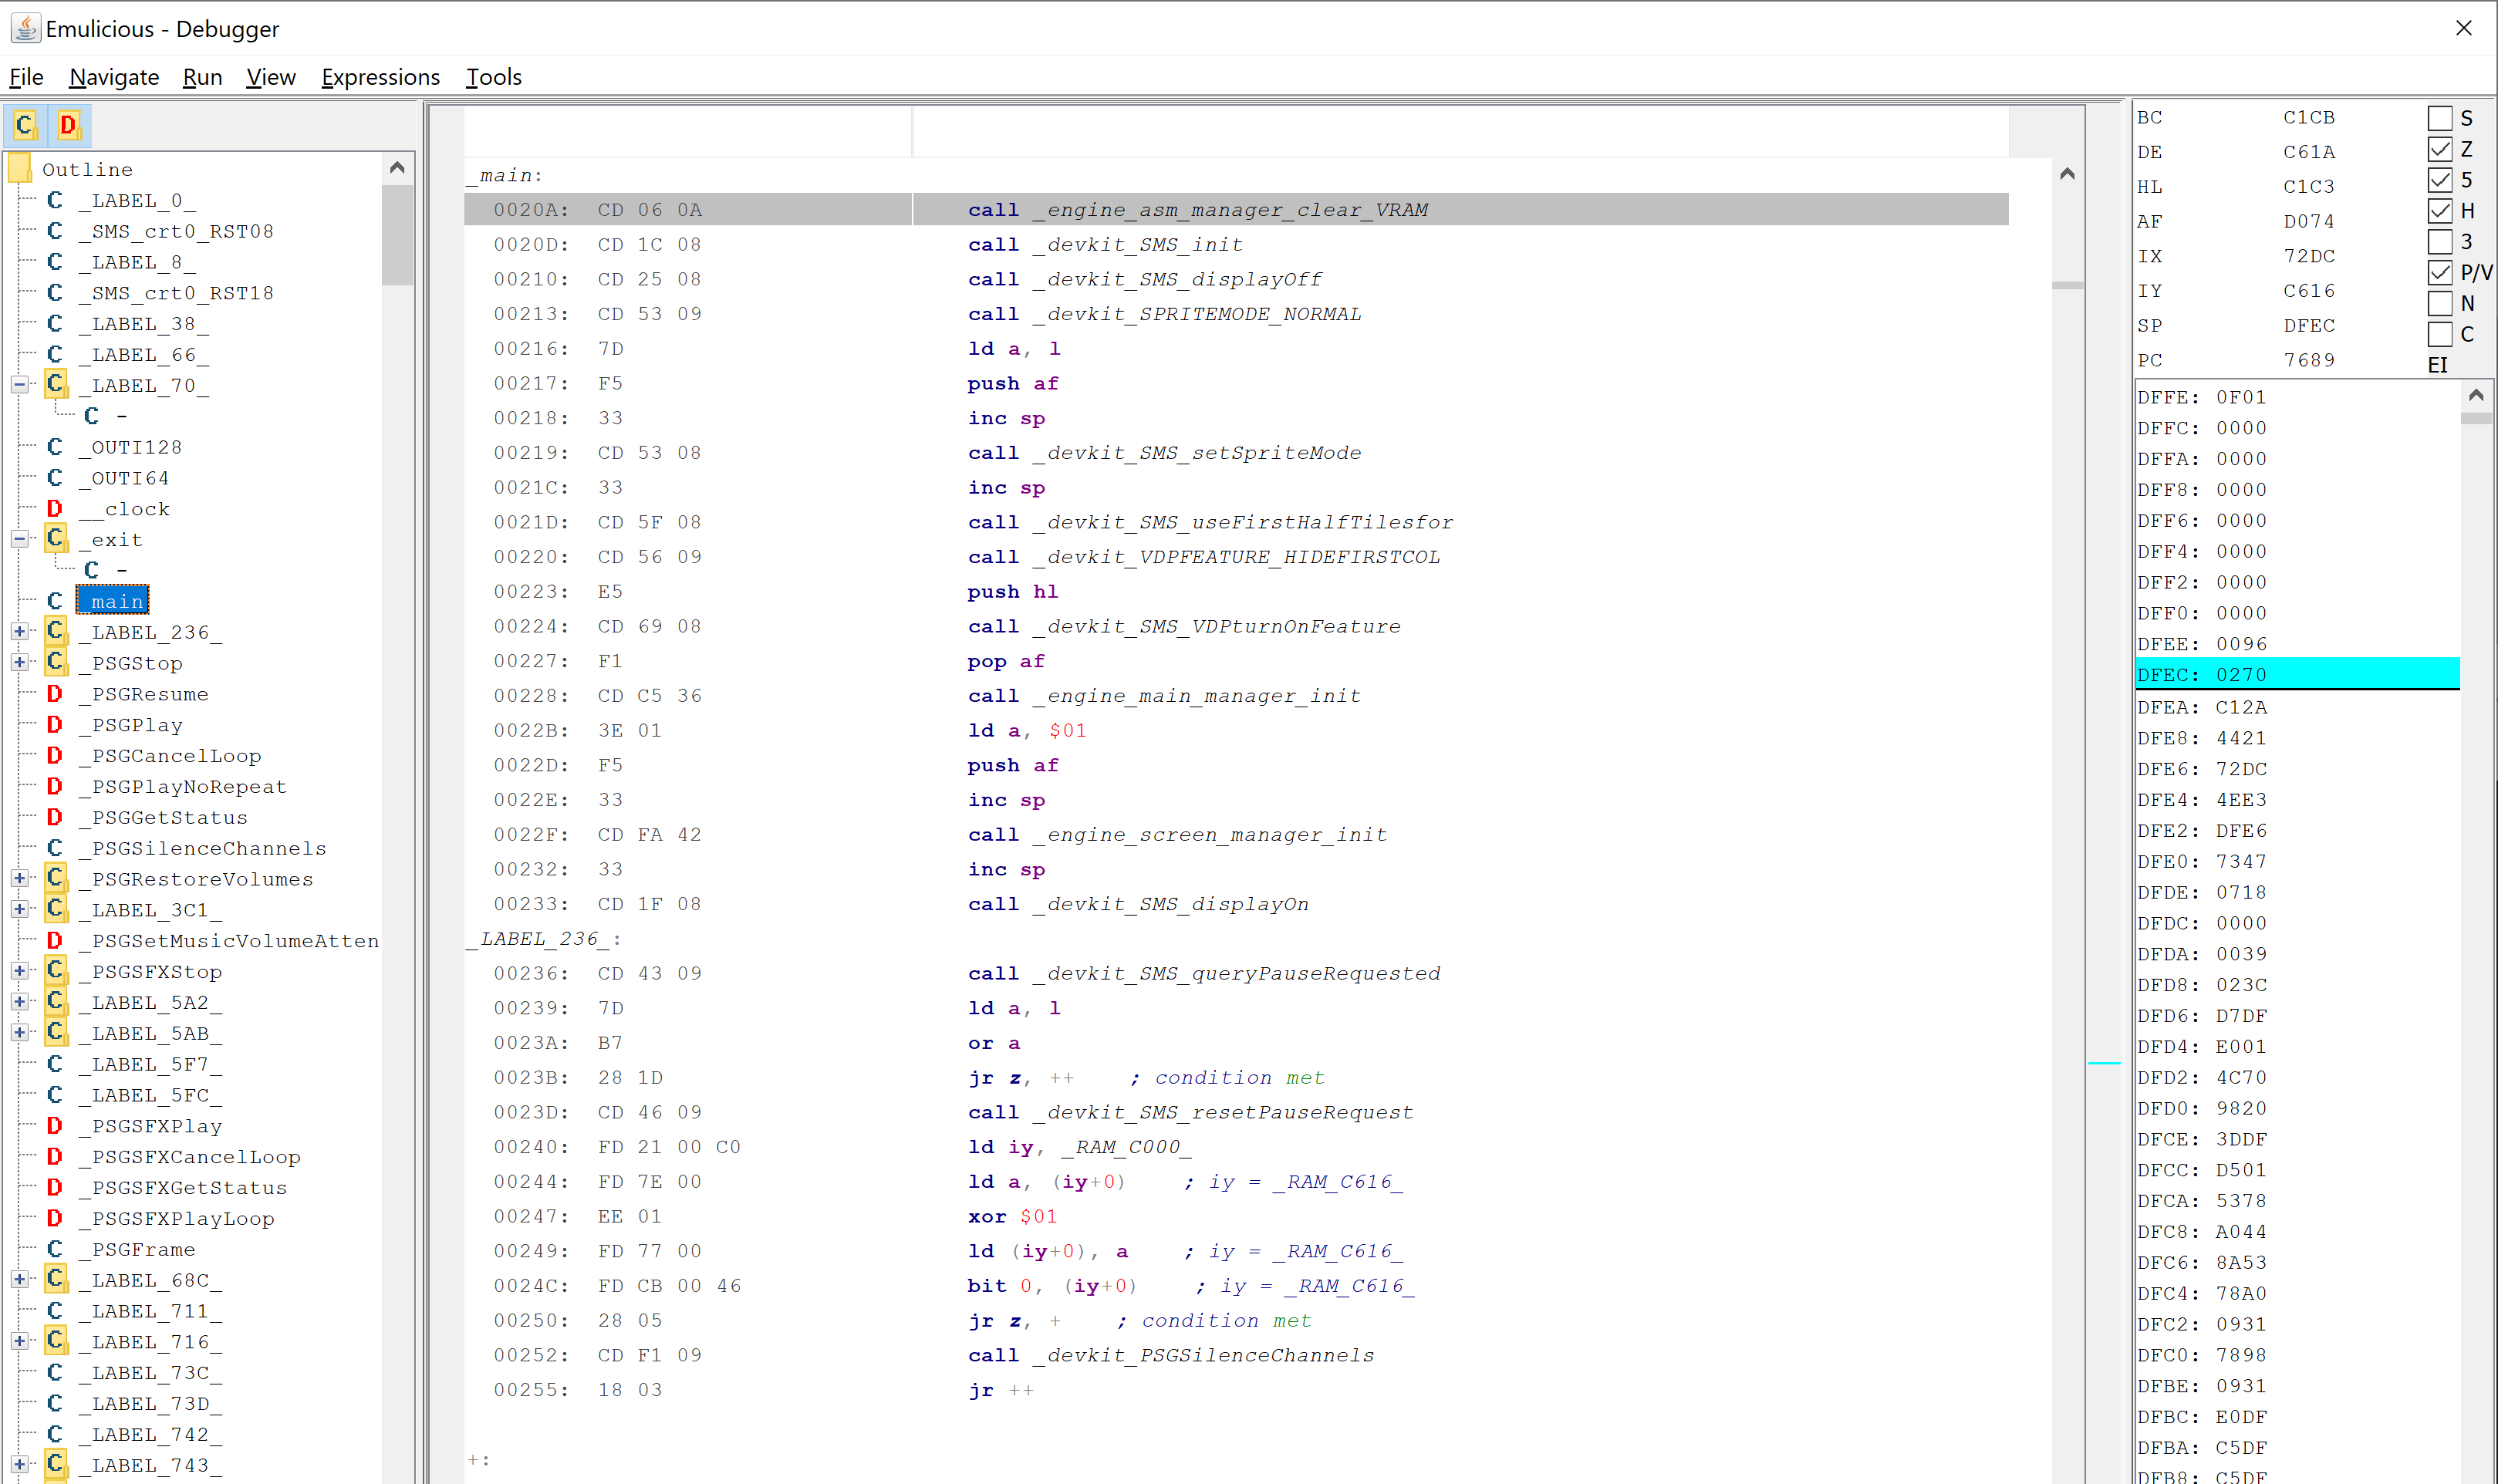 Emulicious - Debugger
File Navigate Run View Expressions Tools
C D
Outline
C _LABEL_0_
C _SMS_crt0_RST08
C _LABEL_8_
C _SMS_crt0_RST18
C _LABEL_38_
C _LABEL_66_
C _LABEL_70_
C -
C _OUTI128
C _OUTI64
D __clock
C _exit
C -
C _main
C _LABEL_236_
C _PSGStop
D _PSGResume
D _PSGPlay
D _PSGCancelLoop
D _PSGPlayNoRepeat
D _PSGGetStatus
C _PSGSilenceChannels
C _PSGRestoreVolumes
C _LABEL_3C1_
D _PSGSetMusicVolumeAtten
C _PSGSFXStop
C _LABEL_5A2_
C _LABEL_5AB_
C _LABEL_5F7_
C _LABEL_5FC_
D _PSGSFXPlay
D _PSGSFXCancelLoop
D _PSGSFXGetStatus
D _PSGSFXPlayLoop
C _PSGFrame
C _LABEL_68C_
C _LABEL_711_
C _LABEL_716_
C _LABEL_73C_
C _LABEL_73D_
C _LABEL_742_
C _LABEL_743_
_main:
0020A: CD 06 0A call _engine_asm_manager_clear_VRAM
0020D: CD 1C 08 call _devkit_SMS_init
00210: CD 25 08 call _devkit_SMS_displayOff
00213: CD 53 09 call _devkit_SPRITEMODE_NORMAL
00216: 7D ld a, l
00217: F5 push af
00218: 33 inc sp
00219: CD 53 08 call _devkit_SMS_setSpriteMode
0021C: 33 inc sp
0021D: CD 5F 08 call _devkit_SMS_useFirstHalfTilesfor
00220: CD 56 09 call _devkit_VDPFEATURE_HIDEFIRSTCOL
00223: E5 push hl
00224: CD 69 08 call _devkit_SMS_VDPturnOnFeature
00227: F1 pop af
00228: CD C5 36 call _engine_main_manager_init
0022B: 3E 01 ld a, $01
0022D: F5 push af
0022E: 33 inc sp
0022F: CD FA 42 call _engine_screen_manager_init
00232: 33 inc sp
00233: CD 1F 08 call _devkit_SMS_displayOn
_LABEL_236_:
00236: CD 43 09 call _devkit_SMS_queryPauseRequested
00239: 7D ld a, l
0023A: B7 or a
0023B: 28 1D jr z, ++ ; condition met
0023D: CD 46 09 call _devkit_SMS_resetPauseRequest
00240: FD 21 00 C0 ld iy, _RAM_C000_
00244: FD 7E 00 ld a, (iy+0) ; iy = _RAM_C616_
00247: EE 01 xor $01
00249: FD 77 00 ld (iy+0), a ; iy = _RAM_C616_
0024C: FD CB 00 46 bit 0, (iy+0) ; iy = _RAM_C616_
00250: 28 05 jr z, + ; condition met
00252: CD F1 09 call _devkit_PSGSilenceChannels
00255: 18 03 jr ++
+:
BC C1CB S
DE C61A Z
HL C1C3 5
AF D074 H
IX 72DC 3
IY C616 P/V
SP DFEC N
PC 7689 C
EI
DFFE: 0F01
DFFC: 0000
DFFA: 0000
DFF8: 0000
DFF6: 0000
DFF4: 0000
DFF2: 0000
DFF0: 0000
DFEE: 0096
DFEC: 0270
DFEA: C12A
DFE8: 4421
DFE6: 72DC
DFE4: 4EE3
DFE2: DFE6
DFE0: 7347
DFDE: 0718
DFDC: 0000
DFDA: 0039
DFD8: 023C
DFD6: D7DF
DFD4: E001
DFD2: 4C70
DFD0: 9820
DFCE: 3DDF
DFCC: D501
DFCA: 5378
DFC8: A044
DFC6: 8A53
DFC4: 78A0
DFC2: 0931
DFC0: 7898
DFBE: 0931
DFBC: E0DF
DFBA: C5DF
DFB8: C5DF